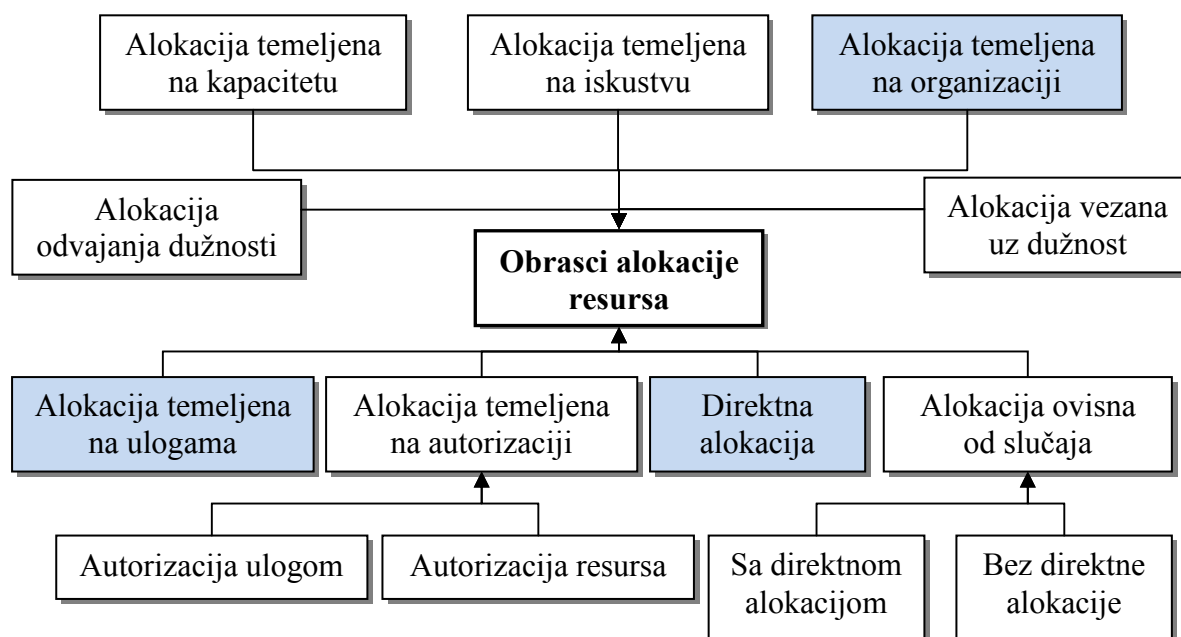 Alokacija temeljena
na kapacitetu
Alokacija temeljena
na iskustvu
Alokacija temeljena
na organizaciji
Alokacija
odvajanja dužnosti
Alokacija vezana
uz dužnost
Obrasci alokacije
resursa
Alokacija temeljena
na ulogama
Alokacija temeljena
na autorizaciji
Direktna
alokacija
Alokacija ovisna
od slučaja
Autorizacija ulogom
Autorizacija resursa
Sa direktnom
alokacijom
Bez direktne
alokacije